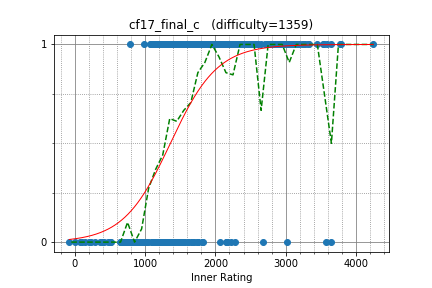 cf17_final_c (difficulty=1359)
1
0
0 1000 2000 3000 4000
Inner Rating